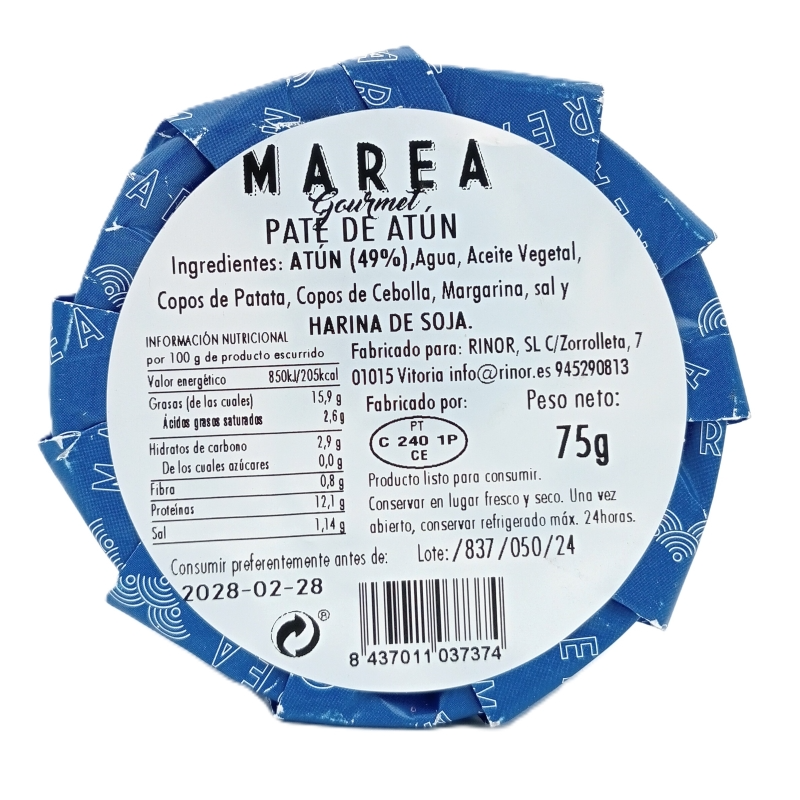 MAREA
Gourmet
PATÉ DE ATÚN
Ingredientes: ATÚN (49%),Agua, Aceite Vegetal,
Copos de Patata, Copos de Cebolla, Margarina, sal y
HARINA DE SOJA.
INFORMACIÓN NUTRICIONAL
por 100 g de producto escurrido
Valor energético 850kJ/205kcal
Grasas (de las cuales) 15,9 g
Ácidos grasos saturados 2,6 g
Hidratos de carbono 2,9 g
De los cuales azúcares 0,0 g
Fibra 0,8 g
Proteínas 12,1 g
Sal 1,14 g
Fabricado para: RINOR, SL C/Zorrolleta, 7
01015 Vitoria info@rinor.es 945290813
Fabricado por:
PT
C 240 1P
CE
Peso neto:
75g
Producto listo para consumir.
Conservar en lugar fresco y seco. Una vez
abierto, conservar refrigerado máx. 24horas.
Consumir preferentemente antes de:
2028-02-28
Lote:/837/050/24
®
8 437011 037374